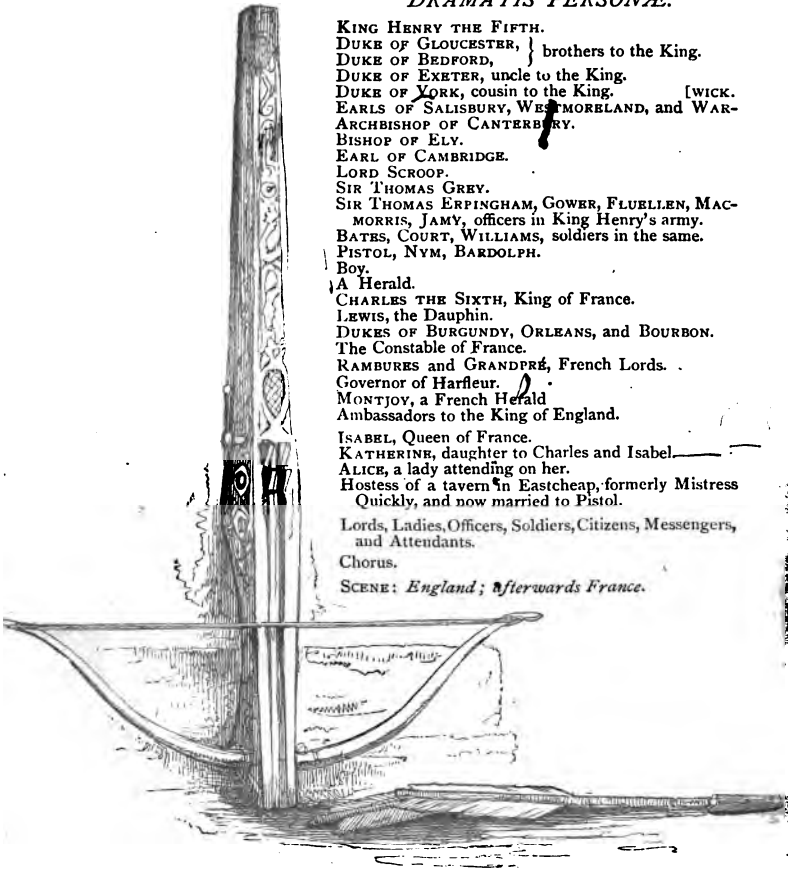 DRAMATIS PERSONÆ.
KING HENRY THE FIFTH.
DUKE OF GLOUCESTER,
DUKE OF BEDFORD,
} brothers to the King.
DUKE OF EXETER, uncle to the King.
DUKE OF YORK, cousin to the King. [WICK.
EARLS OF SALISBURY, WESTMORELAND, and WAR-
ARCHBISHOP OF CANTERBURY.
BISHOP OF ELY.
EARL OF CAMBRIDGE.
LORD SCROOP.
SIR THOMAS GREY.
SIR THOMAS ERPINGHAM, GOWER, FLUELLEN, MAC-
MORRIS, JAMY, officers in King Henry's army.
BATES, COURT, WILLIAMS, soldiers in the same.
PISTOL, NYM, BARDOLPH.
Boy.
A Herald.
CHARLES THE SIXTH, King of France.
LEWIS, the Dauphin.
DUKES OF BURGUNDY, ORLEANS, and BOURBON.
The Constable of France.
RAMBURES and GRANDPRÉ, French Lords.
Governor of Harfleur.
MONTJOY, a French Herald
Ambassadors to the King of England.
ISABEL, Queen of France.
KATHERINE, daughter to Charles and Isabel.
ALICE, a lady attending on her.
Hostess of a tavern in Eastcheap, formerly Mistress
Quickly, and now married to Pistol.
Lords, Ladies, Officers, Soldiers, Citizens, Messengers,
and Attendants.
Chorus.
SCENE: England; afterwards France.